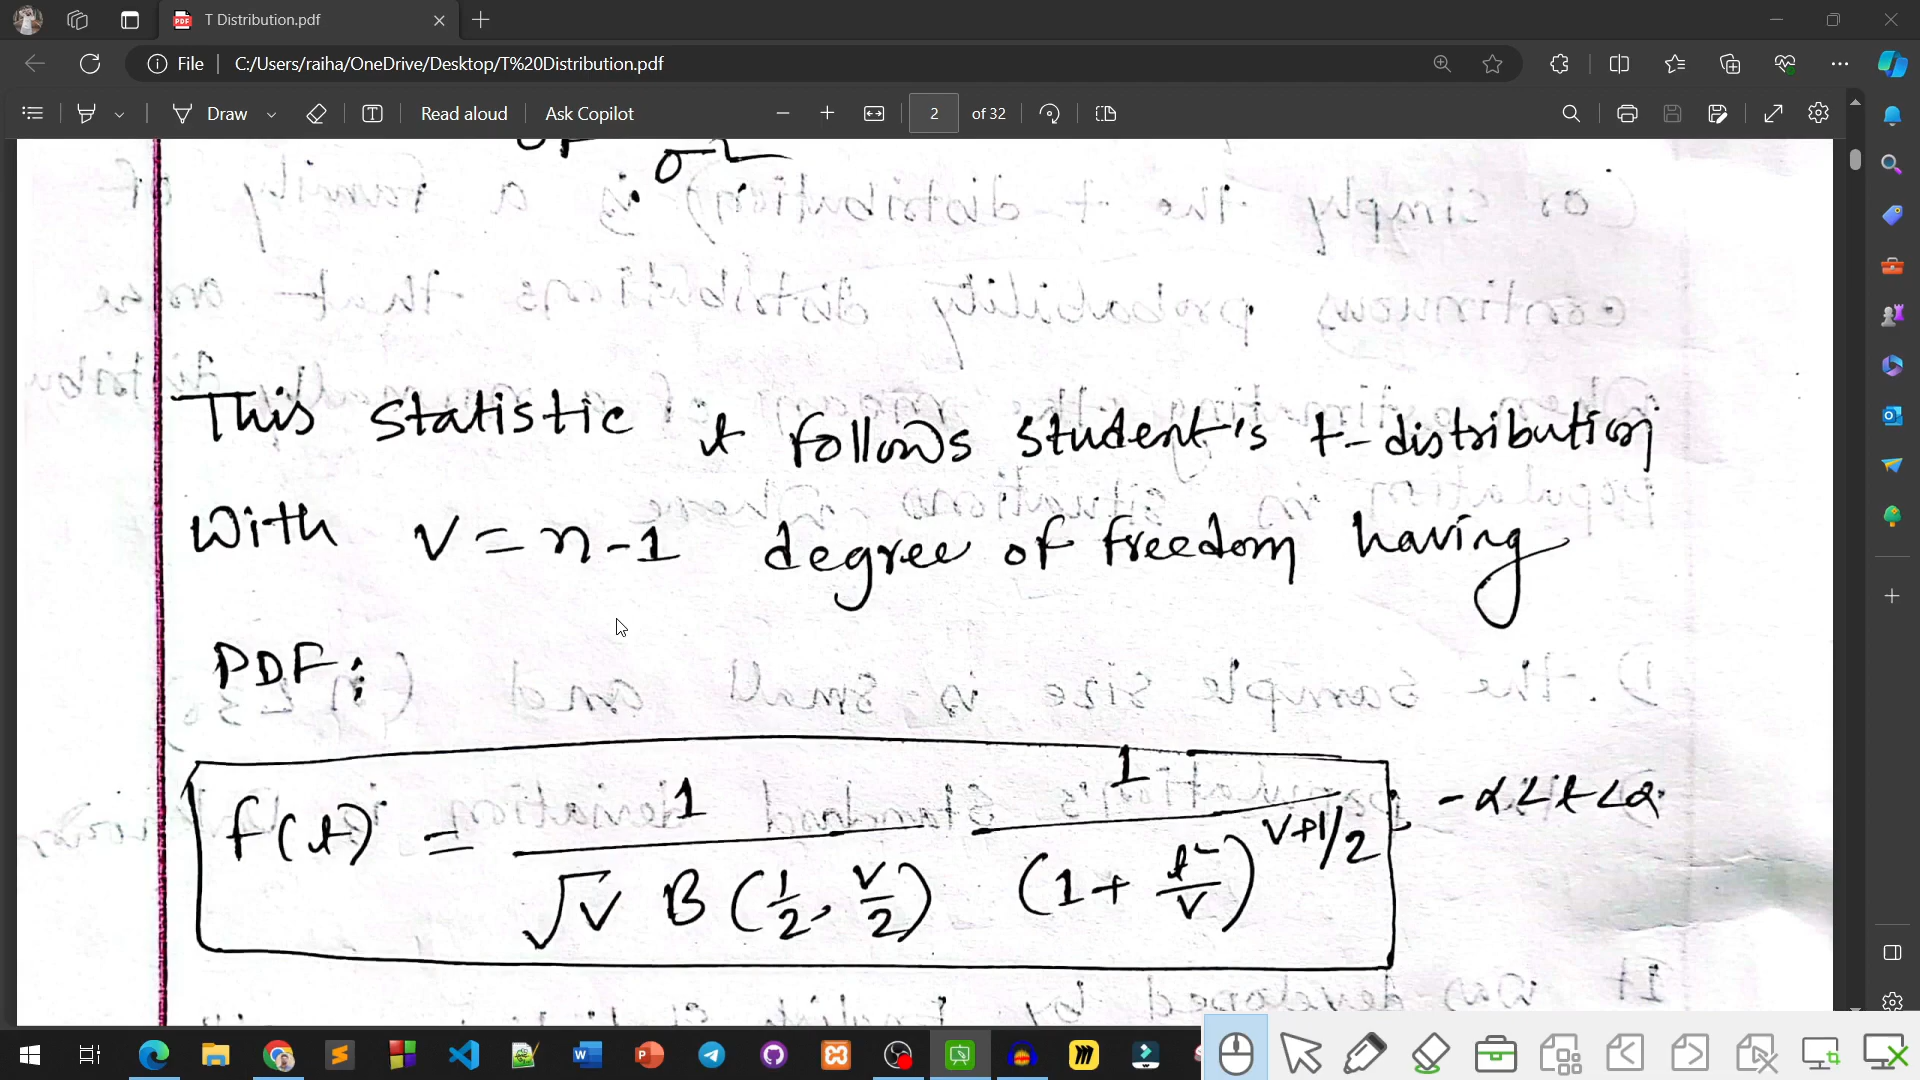 T Distribution.pdf
File
C:/Users/raiha/OneDrive/Desktop/T%20Distribution.pdf
Draw
Read aloud
Ask Copilot
2 of 32
This statistic t follows student's t-distribution
With v = n-1 degree of freedom having
PDF:
f(t) = 1/(√v B(1/2, v/2)) 1/(1 + t²/v)^(v+1/2) ; -α<t<α